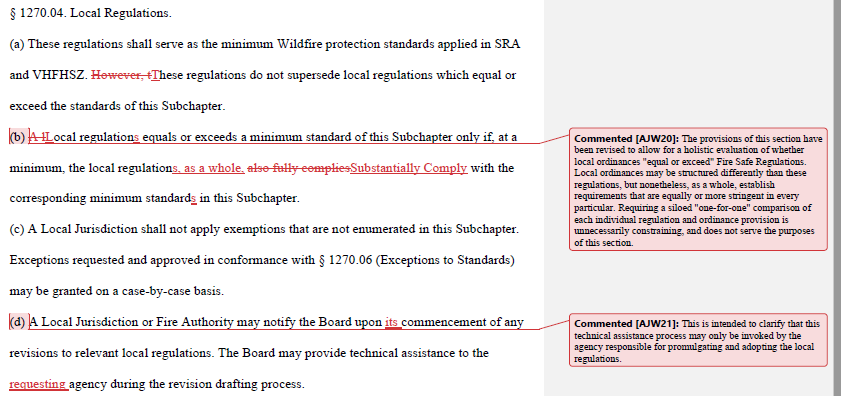 § 1270.04. Local Regulations.
(a) These regulations shall serve as the minimum Wildfire protection standards applied in SRA
and VHFHSZ. However, tThese regulations do not supersede local regulations which equal or
exceed the standards of this Subchapter.
(b) A lLocal regulations equals or exceeds a minimum standard of this Subchapter only if, at a
minimum, the local regulations, as a whole, also fully compliesSubstantially Comply with the
corresponding minimum standards in this Subchapter.
(c) A Local Jurisdiction shall not apply exemptions that are not enumerated in this Subchapter.
Exceptions requested and approved in conformance with § 1270.06 (Exceptions to Standards)
may be granted on a case-by-case basis.
(d) A Local Jurisdiction or Fire Authority may notify the Board upon its commencement of any
revisions to relevant local regulations. The Board may provide technical assistance to the
requesting agency during the revision drafting process.
Commented [AJW20]: The provisions of this section have
been revised to allow for a holistic evaluation of whether
local ordinances "equal or exceed" Fire Safe Regulations.
Local ordinances may be structured differently than these
regulations, but nonetheless, as a whole, establish
requirements that are equally or more stringent in every
particular. Requiring a siloed "one-for-one" comparison of
each individual regulation and ordinance provision is
unnecessarily constraining, and does not serve the purposes
of this section.
Commented [AJW21]: This is intended to clarify that this
technical assistance process may only be invoked by the
agency responsible for promulgating and adopting the local
regulations.